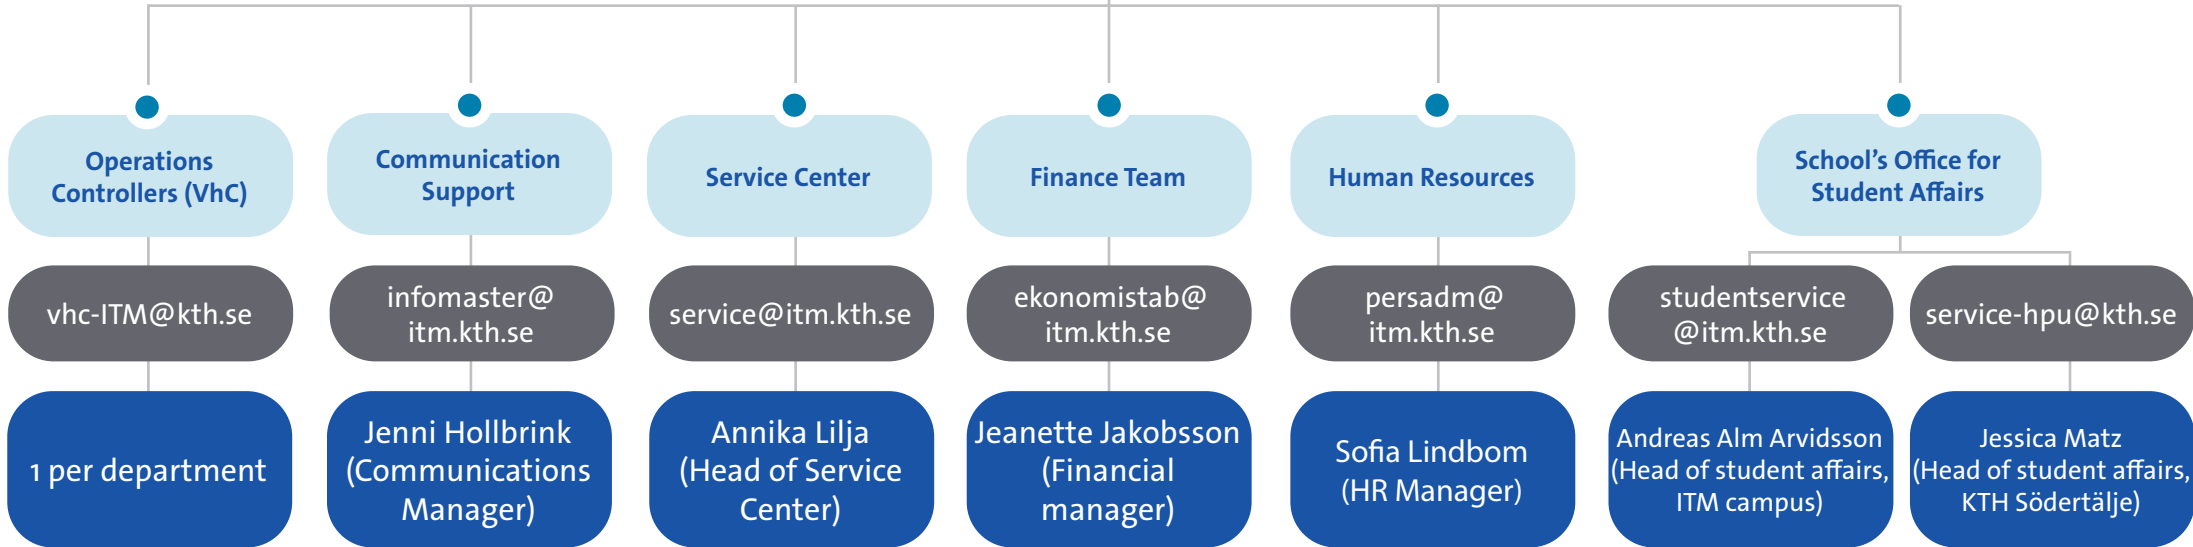 Operations
Controllers (VhC)
Communication
Support
Service Center
Finance Team
Human Resources
School’s Office for
Student Affairs
vhc-ITM@kth.se
infomaster@
itm.kth.se
service@itm.kth.se
ekonomistab@
itm.kth.se
persadm@
itm.kth.se
studentservice
@itm.kth.se
service-hpu@kth.se
1 per department
Jenni Hollbrink
(Communications
Manager)
Annika Lilja
(Head of Service
Center)
Jeanette Jakobsson
(Financial
manager)
Sofia Lindbom
(HR Manager)
Andreas Alm Arvidsson
(Head of student affairs,
ITM campus)
Jessica Matz
(Head of student affairs,
KTH Södertälje)